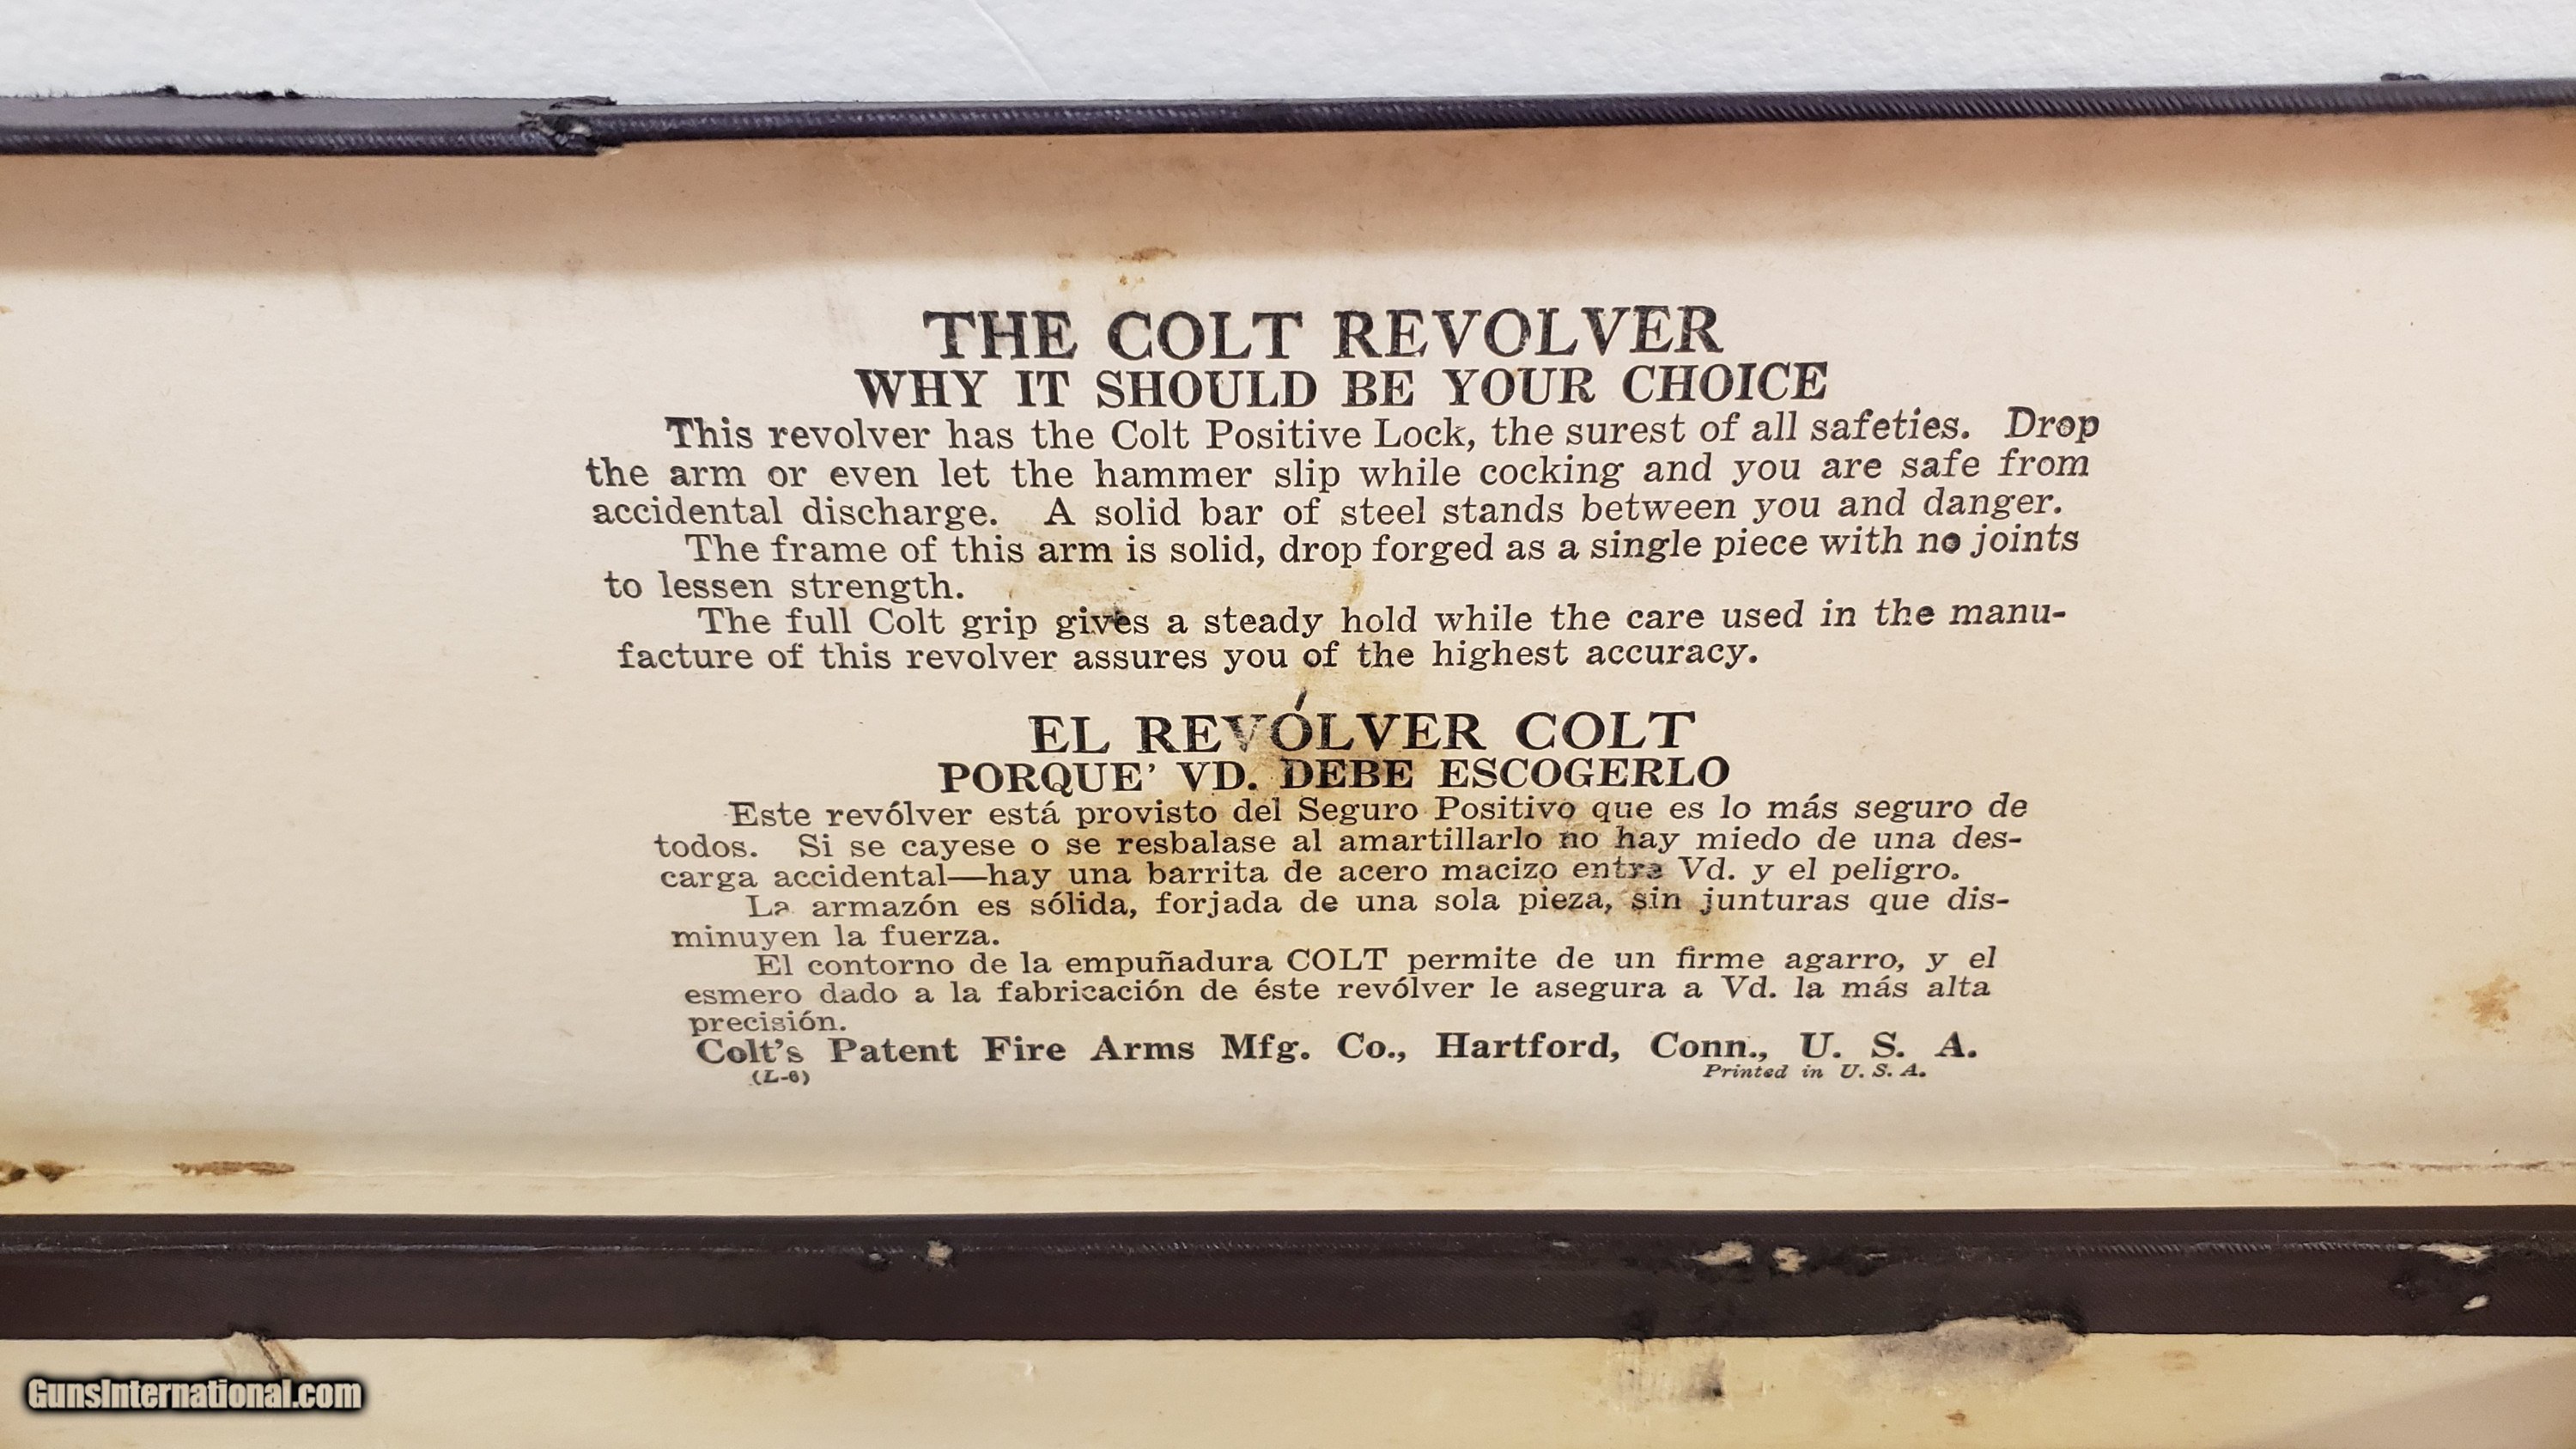 THE COLT REVOLVER
WHY IT SHOULD BE YOUR CHOICE
This revolver has the Colt Positive Lock, the surest of all safeties. Drop
the arm or even let the hammer slip while cocking and you are safe from
accidental discharge. A solid bar of steel stands between you and danger.
The frame of this arm is solid, drop forged as a single piece with no joints
to lessen strength.
The full Colt grip gives a steady hold while the care used in the manu-
facture of this revolver assures you of the highest accuracy.
EL REVÓLVER COLT
PORQUE' VD. DEBE ESCOGERLO
Este revólver está provisto del Seguro Positivo que es lo más seguro de
todos. Si se cayese o se resbalase al amartillarlo no hay miedo de una des-
carga accidental—hay una barrita de acero macizo entre Vd. y el peligro.
La armazón es sólida, forjada de una sola pieza, sin junturas que dis-
minuyen la fuerza.
El contorno de la empuñadura COLT permite de un firme agarro, y el
esmero dado a la fabricación de éste revólver le asegura a Vd. la más alta
precisión.
Colt's Patent Fire Arms Mfg. Co., Hartford, Conn., U. S. A.
(L-6) Printed in U. S. A.
GunsInternational.com